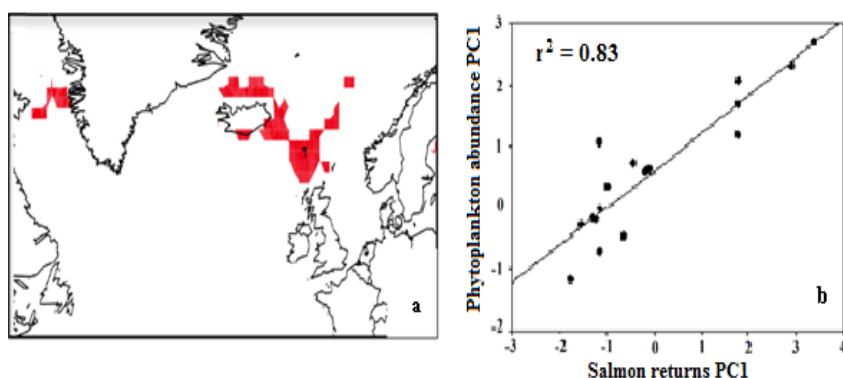 a
r² = 0.83
Phytoplankton abundance PC1
3
2
1
0
-1
-2
-3 -2 -1 0 1 2 3 4
Salmon returns PC1
b